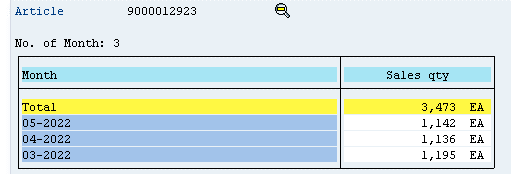 Article 9000012923
No. of Month: 3
Month Sales qty
Total 3,473 EA
05-2022 1,142 EA
04-2022 1,136 EA
03-2022 1,195 EA